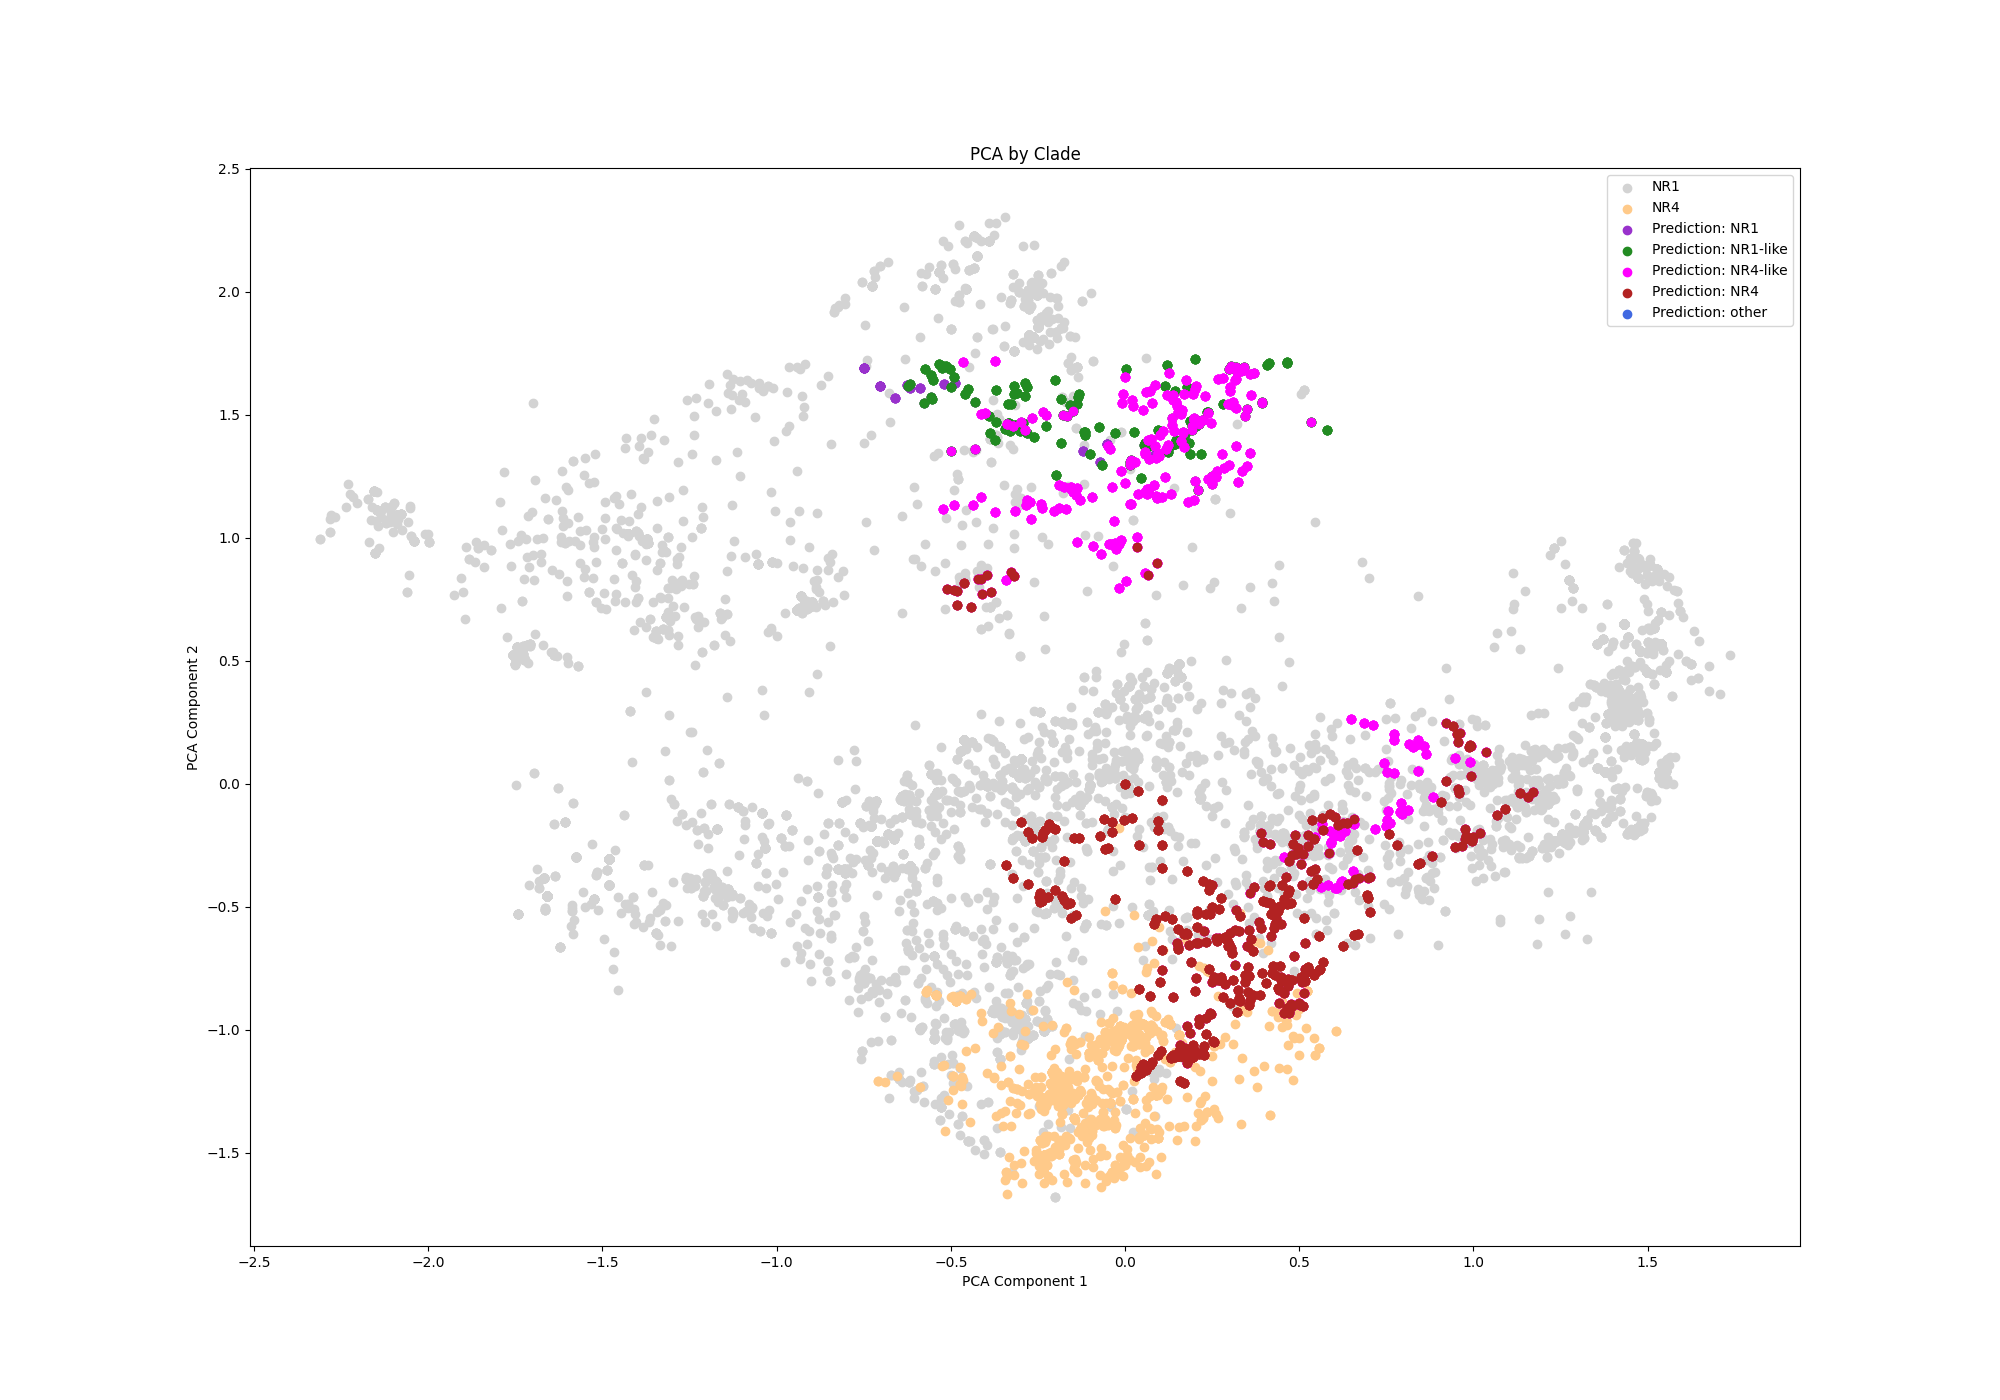 PCA by Clade
NR1
NR4
Prediction: NR1
Prediction: NR1-like
Prediction: NR4-like
Prediction: NR4
Prediction: other
PCA Component 2
2.5
2.0
1.5
1.0
0.5
0.0
−0.5
−1.0
−1.5
−2.5
−2.0
−1.5
−1.0
−0.5
0.0
0.5
1.0
1.5
PCA Component 1